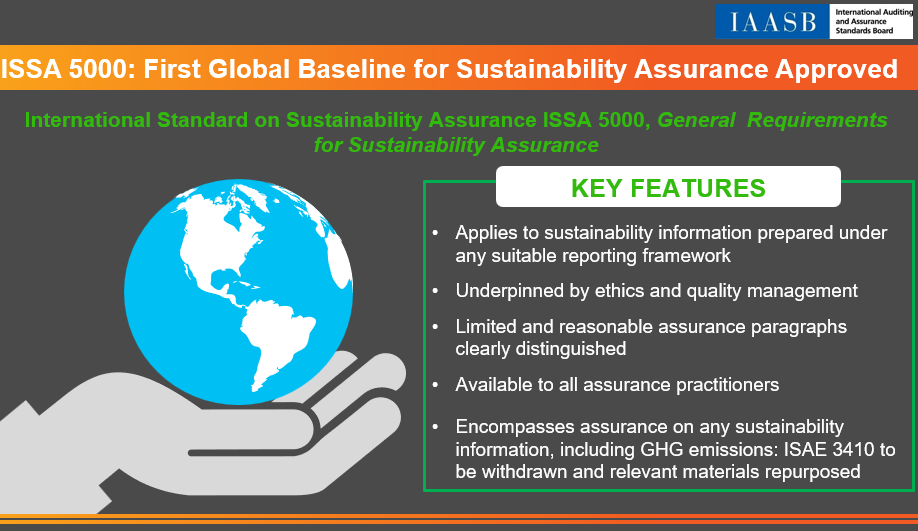 IAASB
International Auditing
and Assurance
Standards Board
ISSA 5000: First Global Baseline for Sustainability Assurance Approved
International Standard on Sustainability Assurance ISSA 5000, General Requirements
for Sustainability Assurance
KEY FEATURES
• Applies to sustainability information prepared under
any suitable reporting framework
• Underpinned by ethics and quality management
• Limited and reasonable assurance paragraphs
clearly distinguished
• Available to all assurance practitioners
• Encompasses assurance on any sustainability
information, including GHG emissions: ISAE 3410 to
be withdrawn and relevant materials repurposed